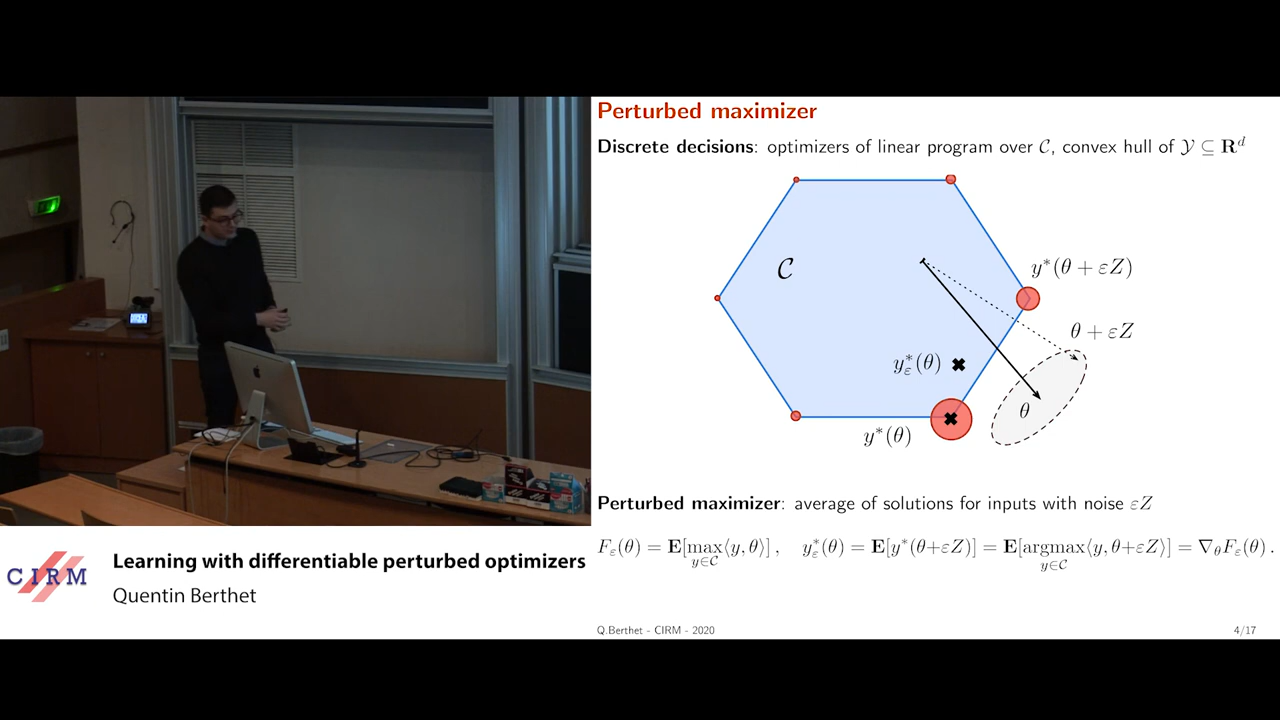 Perturbed maximizer
Discrete decisions: optimizers of linear program over 𝒞, convex hull of 𝒴 ⊆ R^d
𝒞
y*(θ + εZ)
θ + εZ
y*_ε(θ)
θ
y*(θ)
Perturbed maximizer: average of solutions for inputs with noise εZ
F_ε(θ) = E[max_{y∈𝒞}⟨y, θ⟩] ,   y*_ε(θ) = E[y*(θ+εZ)] = E[argmax_{y∈𝒞}⟨y, θ+εZ⟩] = ∇_θF_ε(θ) .
Q.Berthet - CIRM - 2020 4/17
CIRM
Learning with differentiable perturbed optimizers
Quentin Berthet